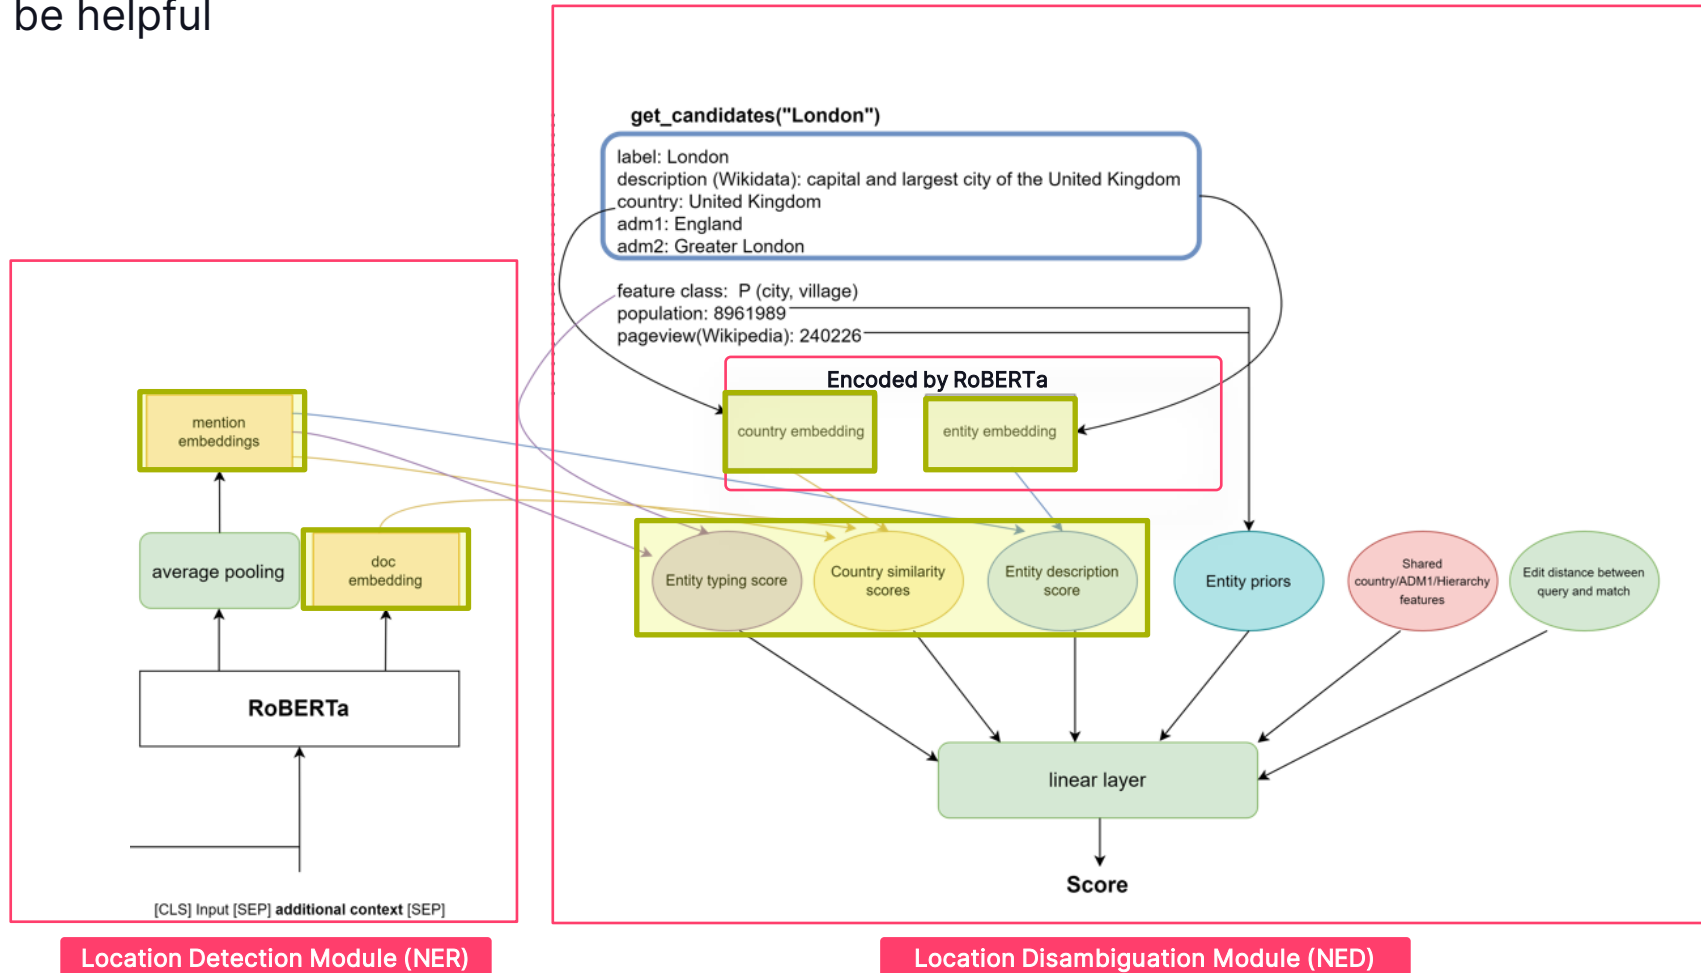 be helpful
get_candidates("London")
label: London
description (Wikidata): capital and largest city of the United Kingdom
country: United Kingdom
adm1: England
adm2: Greater London
feature class:  P (city, village)
population: 8961989
pageview(Wikipedia): 240226
Encoded by RoBERTa
mention
embeddings
country embedding
entity embedding
average pooling
doc
embedding
Entity typing score
Country similarity
scores
Entity description
score
Entity priors
Shared
country/ADM1/Hierarchy
features
Edit distance between
query and match
RoBERTa
linear layer
Score
[CLS] Input [SEP] additional context [SEP]
Location Detection Module (NER)
Location Disambiguation Module (NED)